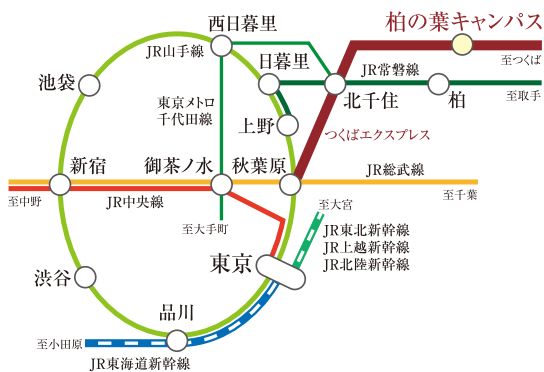 柏の葉キャンパス
西日暮里
JR山手線
日暮里
至つくば
JR常磐線
池袋
東京メトロ
千代田線
北千住
柏
至取手
上野
つくばエクスプレス
新宿
御茶ノ水
秋葉原
JR総武線
至中野
JR中央線
至千葉
至大宮
至大手町
JR東北新幹線
JR上越新幹線
JR北陸新幹線
東京
渋谷
品川
至小田原
JR東海道新幹線